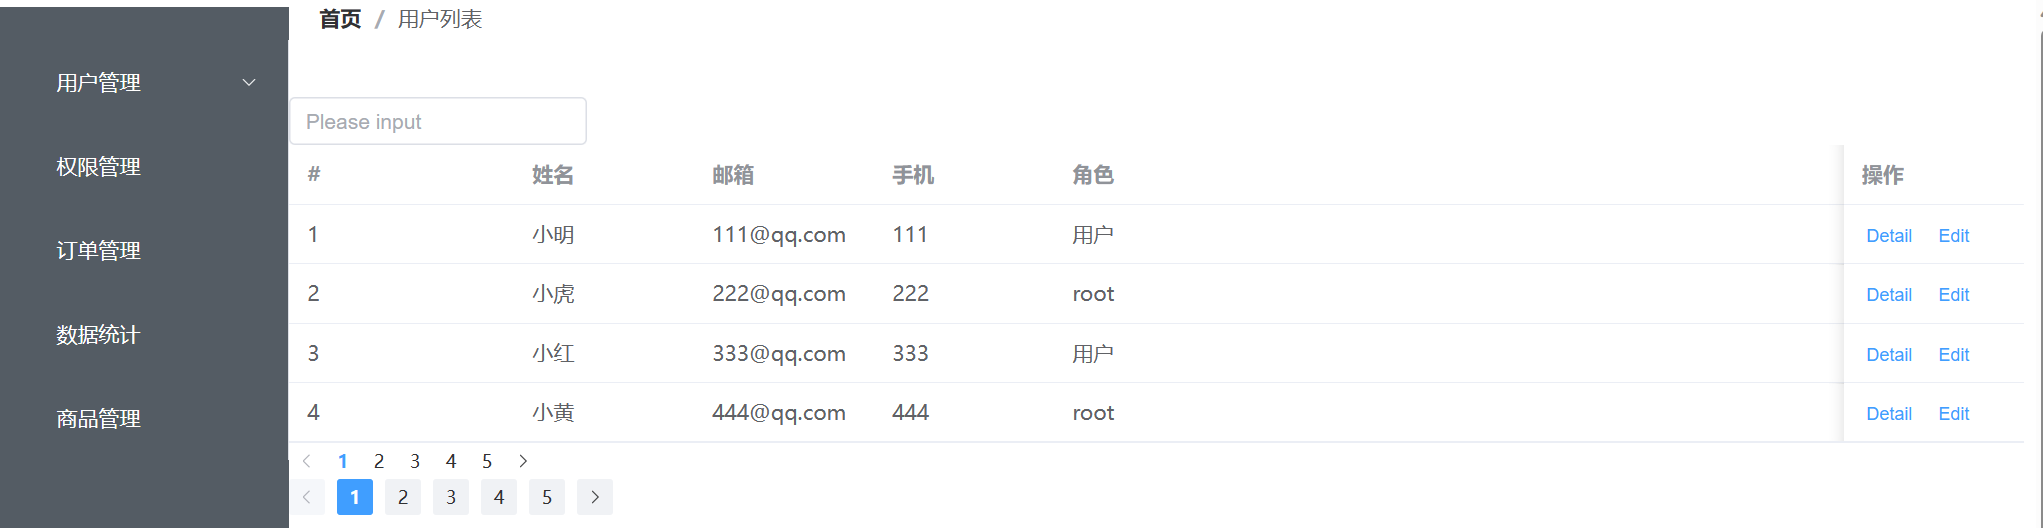 首页 / 用户列表
用户管理
权限管理
订单管理
数据统计
商品管理
Please input
# 姓名 邮箱 手机 角色 操作
1 小明 111@qq.com 111 用户 Detail Edit
2 小虎 222@qq.com 222 root Detail Edit
3 小红 333@qq.com 333 用户 Detail Edit
4 小黄 444@qq.com 444 root Detail Edit
1 2 3 4 5
1 2 3 4 5